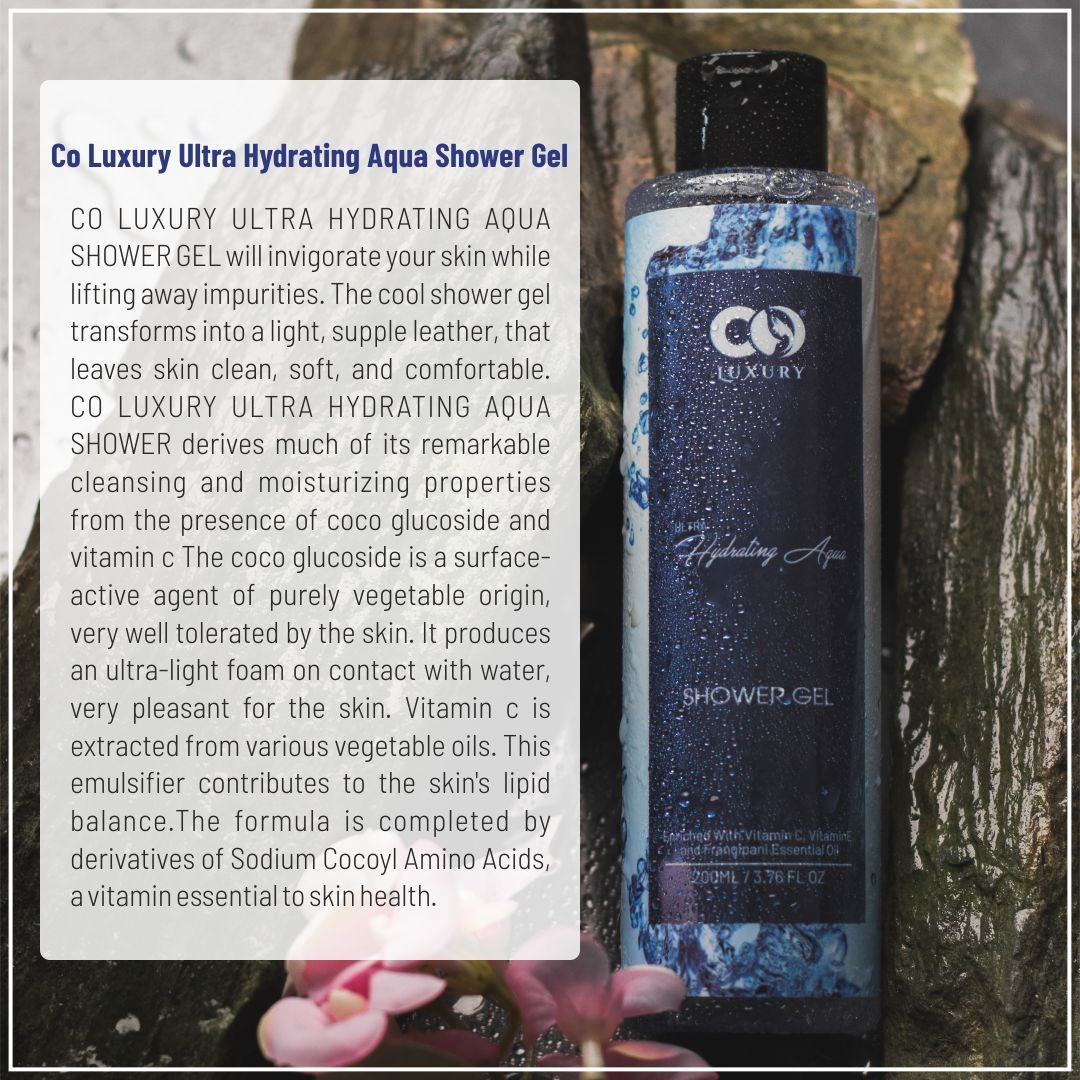 Co Luxury Ultra Hydrating Aqua Shower Gel
CO LUXURY ULTRA HYDRATING AQUA
SHOWER GEL will invigorate your skin while
lifting away impurities. The cool shower gel
transforms into a light, supple leather, that
leaves skin clean, soft, and comfortable.
CO LUXURY ULTRA HYDRATING AQUA
SHOWER derives much of its remarkable
cleansing and moisturizing properties
from the presence of coco glucoside and
vitamin c The coco glucoside is a surface-
active agent of purely vegetable origin,
very well tolerated by the skin. It produces
an ultra-light foam on contact with water,
very pleasant for the skin. Vitamin c is
extracted from various vegetable oils. This
emulsifier contributes to the skin's lipid
balance.The formula is completed by
derivatives of Sodium Cocoyl Amino Acids,
a vitamin essential to skin health.
CO
LUXURY
ULTRA
Hydrating Aqua
SHOWER GEL
Enriched With Vitamin C, Vitamin E
and Frangipani Essential Oil
200ML / 3.76 FL OZ